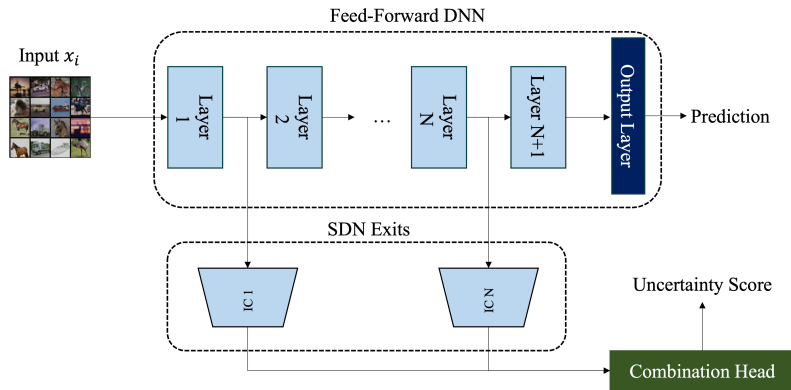 Feed-Forward DNN
Input xᵢ
Layer
1
Layer
2
...
Layer
N
Layer N+1
Output Layer
Prediction
SDN Exits
IC 1
IC N
Uncertainty Score
Combination Head